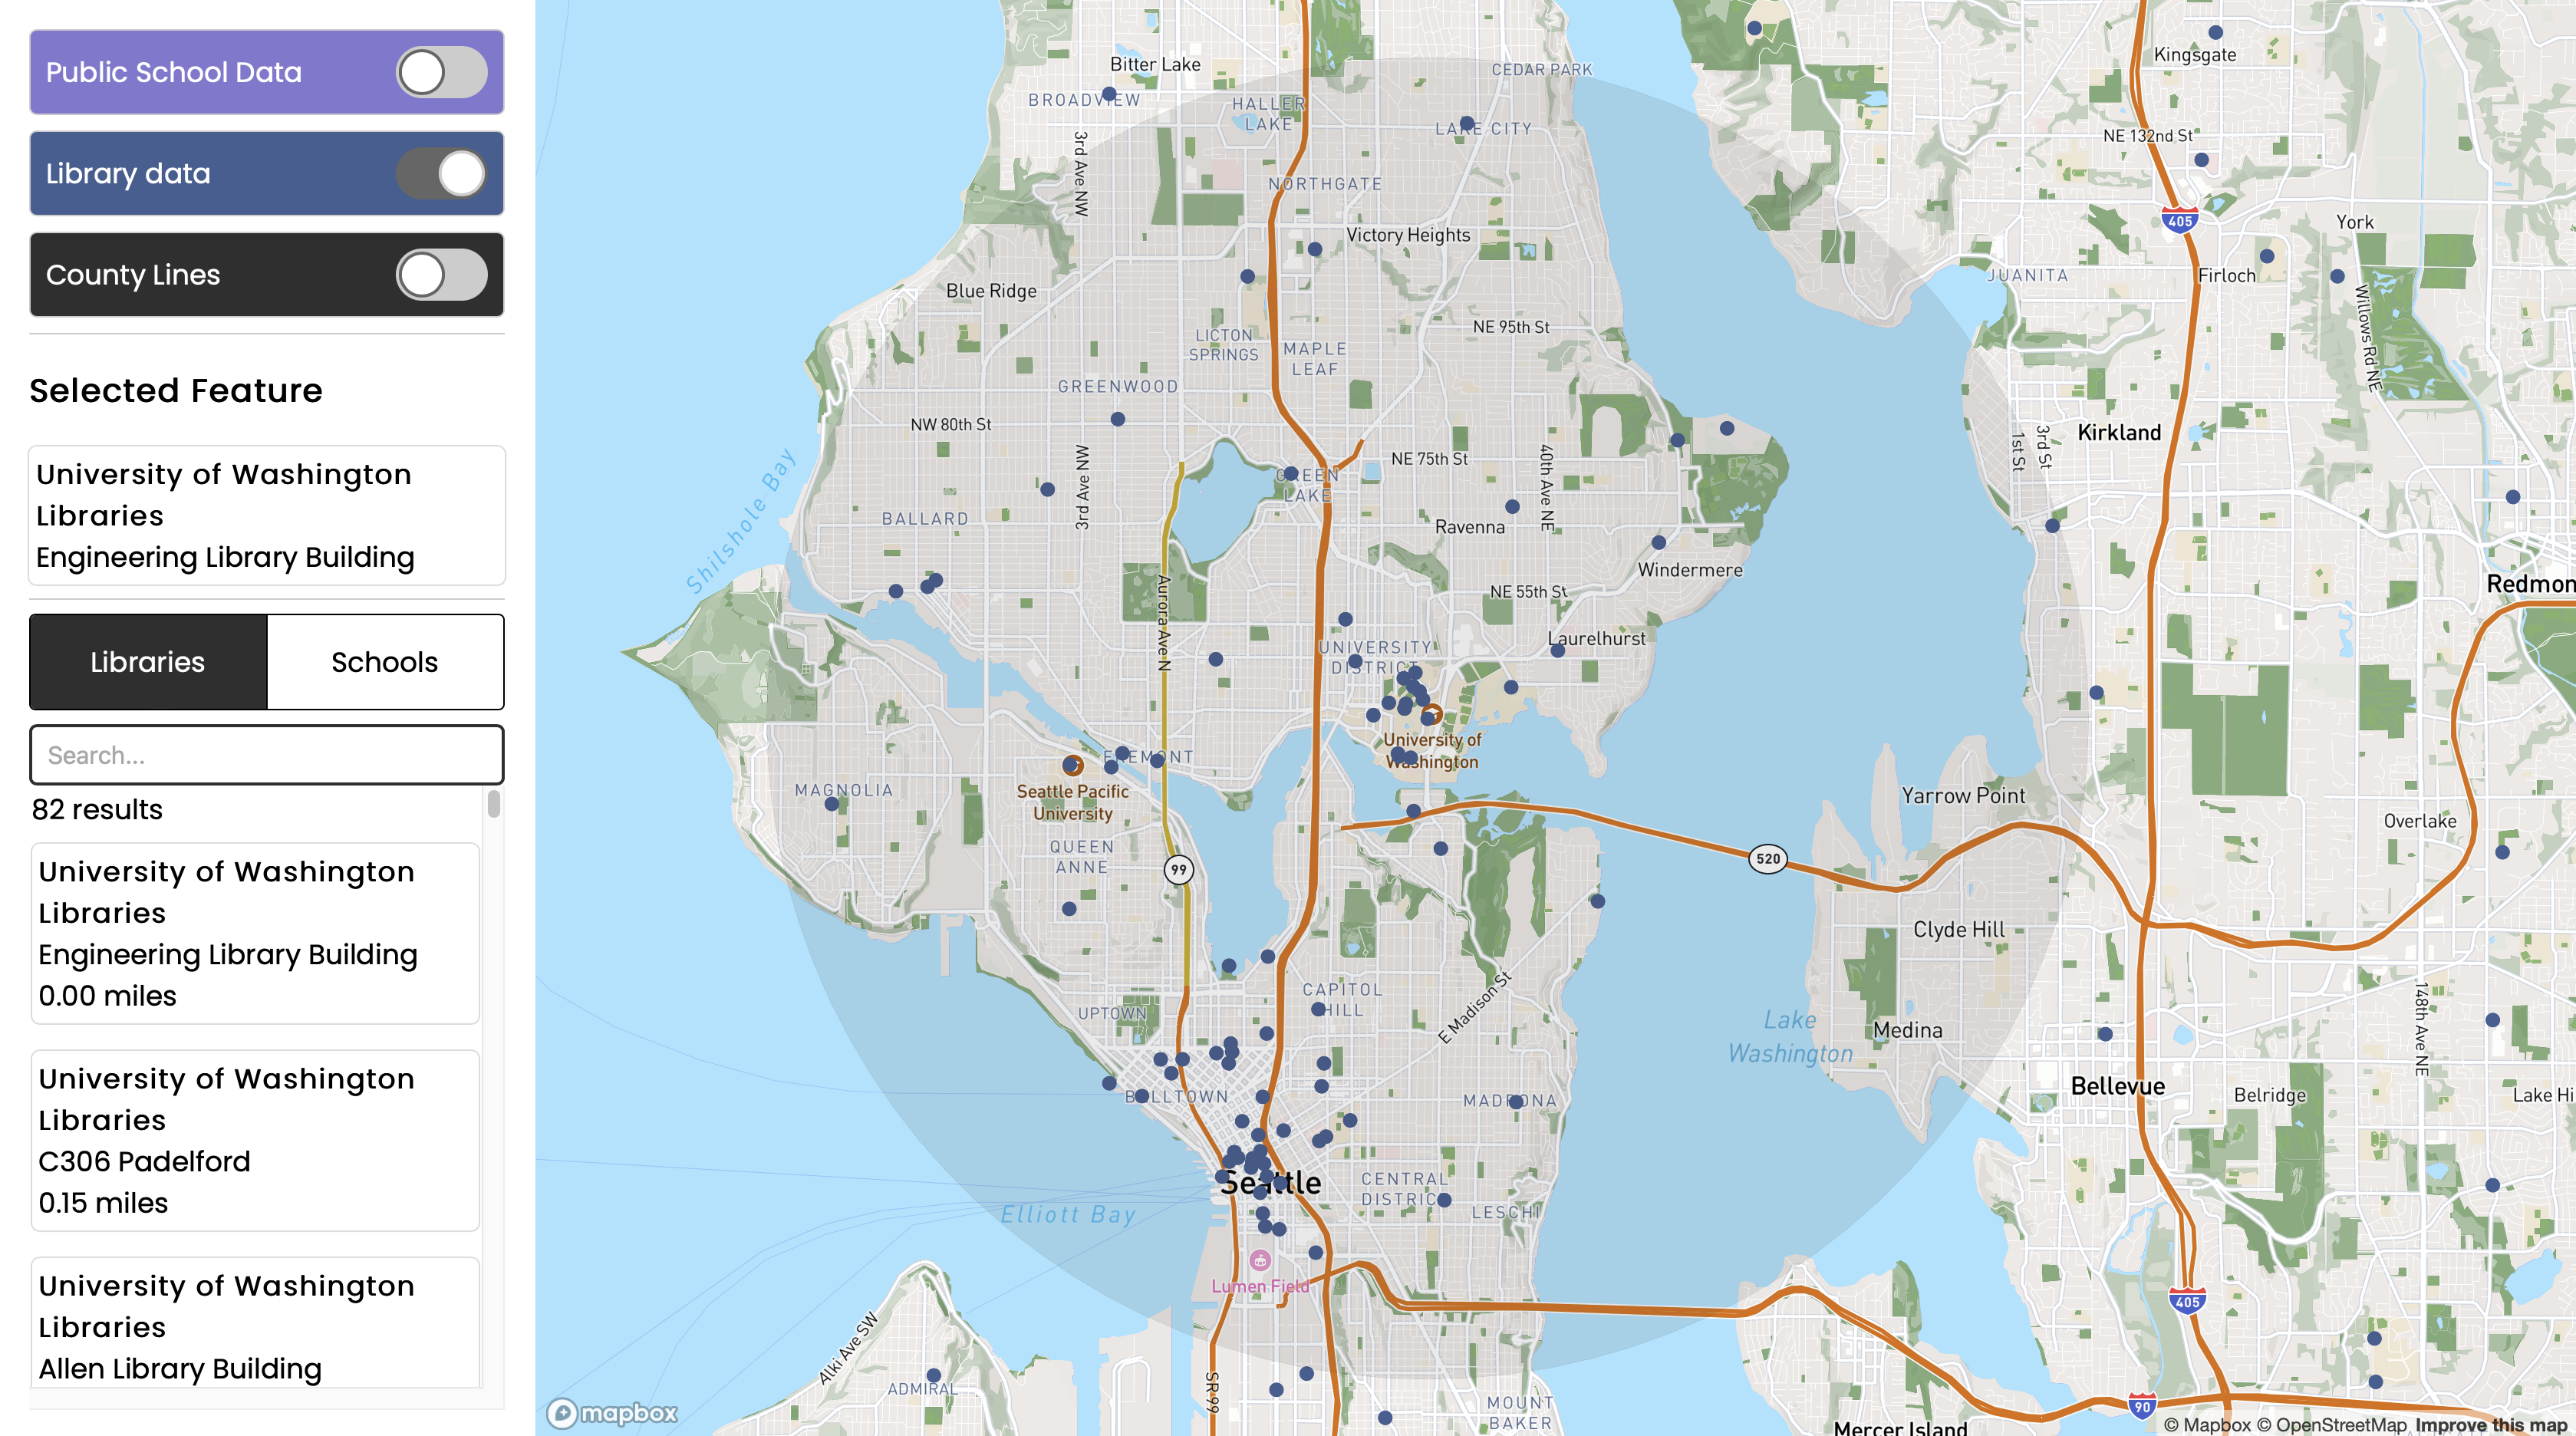 Public School Data
Library data
County Lines
Selected Feature
University of Washington
Libraries
Engineering Library Building
Libraries
Schools
Search...
82 results
University of Washington
Libraries
Engineering Library Building
0.00 miles
University of Washington
Libraries
C306 Padelford
0.15 miles
University of Washington
Libraries
Allen Library Building
Bitter Lake
BROADVIEW
HALLER
LAKE
CEDAR PARK
LAKE CITY
Kingsgate
NE 132nd St
3rd Ave NW
NORTHGATE
405
York
Victory Heights
JUANITA
Firloch
Blue Ridge
Willows Rd NE
NE 95th St
LICTON
SPRINGS
MAPLE
LEAF
GREENWOOD
NW 80th St
Kirkland
1st St
3rd St
Shilshole Bay
3rd Ave NW
GREEN
LAKE
NE 75th St
40th Ave NE
BALLARD
Ravenna
Windermere
NE 55th St
Redmon
Aurora Ave N
UNIVERSITY
DISTRICT
Laurelhurst
University of
Washington
FREMONT
Seattle Pacific
University
MAGNOLIA
Yarrow Point
Overlake
QUEEN
ANNE
99
520
Clyde Hill
CAPITOL
HILL
UPTOWN
E Madison St
Lake
Washington
Medina
148th Ave NE
Bellevue
Belridge
Lake Hi
BELLTOWN
MADRONA
Seattle
CENTRAL
DISTRICT
LESCHI
Elliott Bay
Lumen Field
405
Alki Ave SW
ADMIRAL
SR 99
MOUNT
BAKER
90
Mercer Island
mapbox
© Mapbox © OpenStreetMap Improve this map